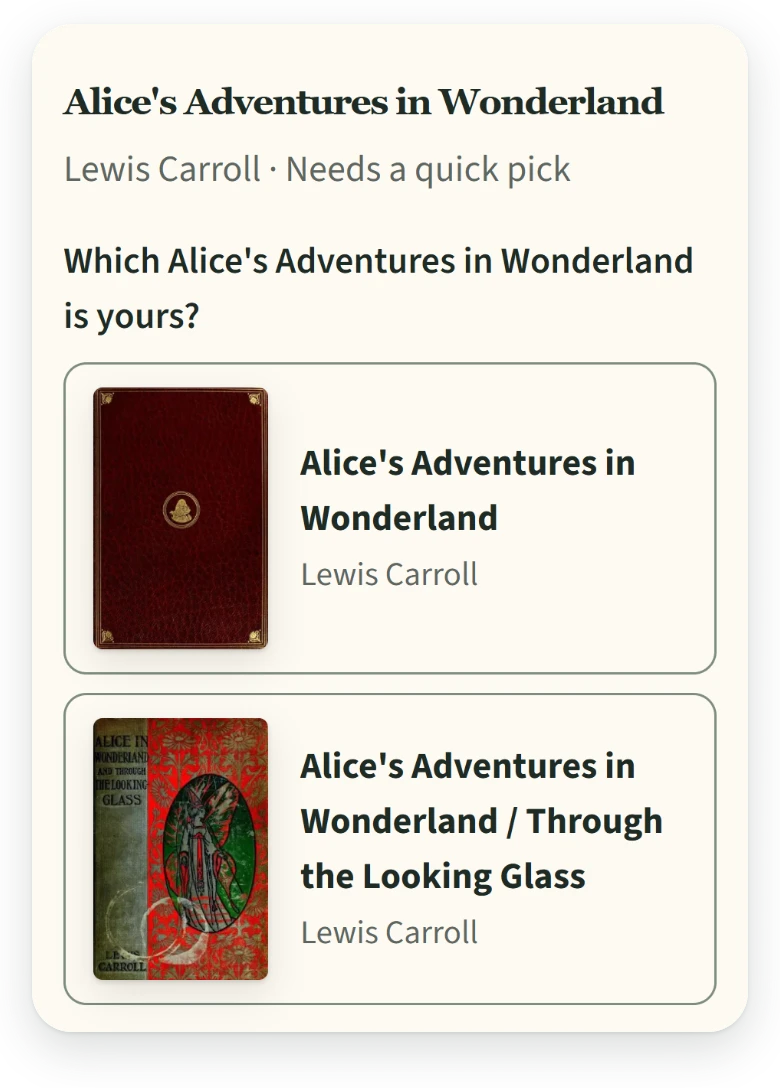 Alice's Adventures in Wonderland
Lewis Carroll · Needs a quick pick
Which Alice's Adventures in Wonderland
is yours?
Alice's Adventures in
Wonderland
Lewis Carroll
ALICE IN
WONDERLAND
AND THROUGH
THE LOOKING
GLASS
LEWIS
CARROLL
Alice's Adventures in
Wonderland / Through
the Looking Glass
Lewis Carroll